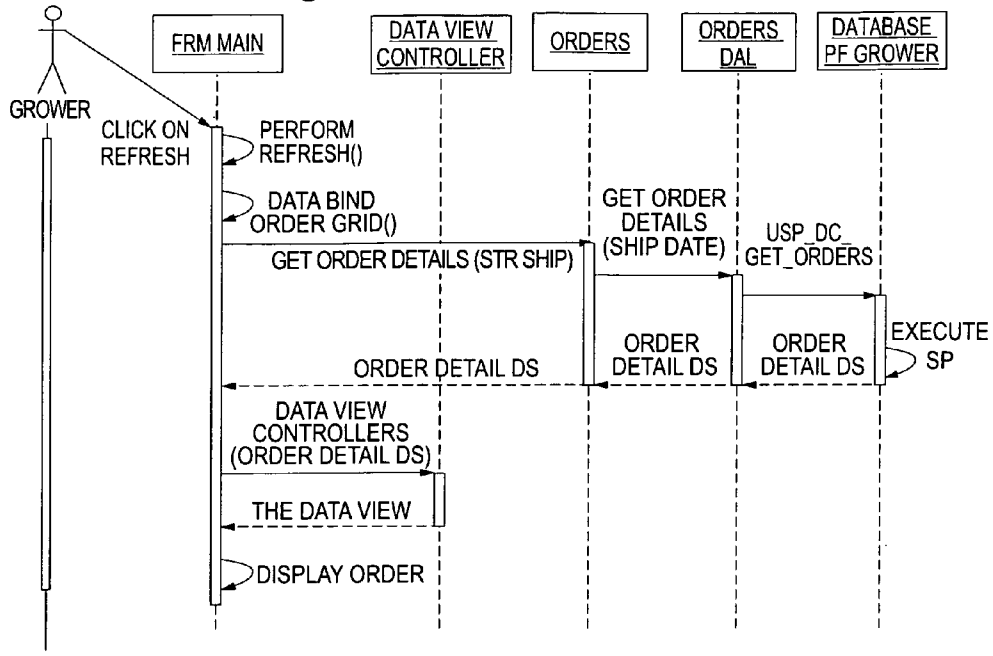 FRM MAIN
DATA VIEW
CONTROLLER
ORDERS
ORDERS
DAL
DATABASE
PF GROWER
GROWER
CLICK ON
REFRESH
PERFORM
REFRESH()
DATA BIND
ORDER GRID()
GET ORDER DETAILS (STR SHIP)
GET ORDER
DETAILS
(SHIP DATE)
USP_DC_
GET_ORDERS
EXECUTE
SP
ORDER
DETAIL DS
ORDER
DETAIL DS
ORDER DETAIL DS
DATA VIEW
CONTROLLERS
(ORDER DETAIL DS)
THE DATA VIEW
DISPLAY ORDER